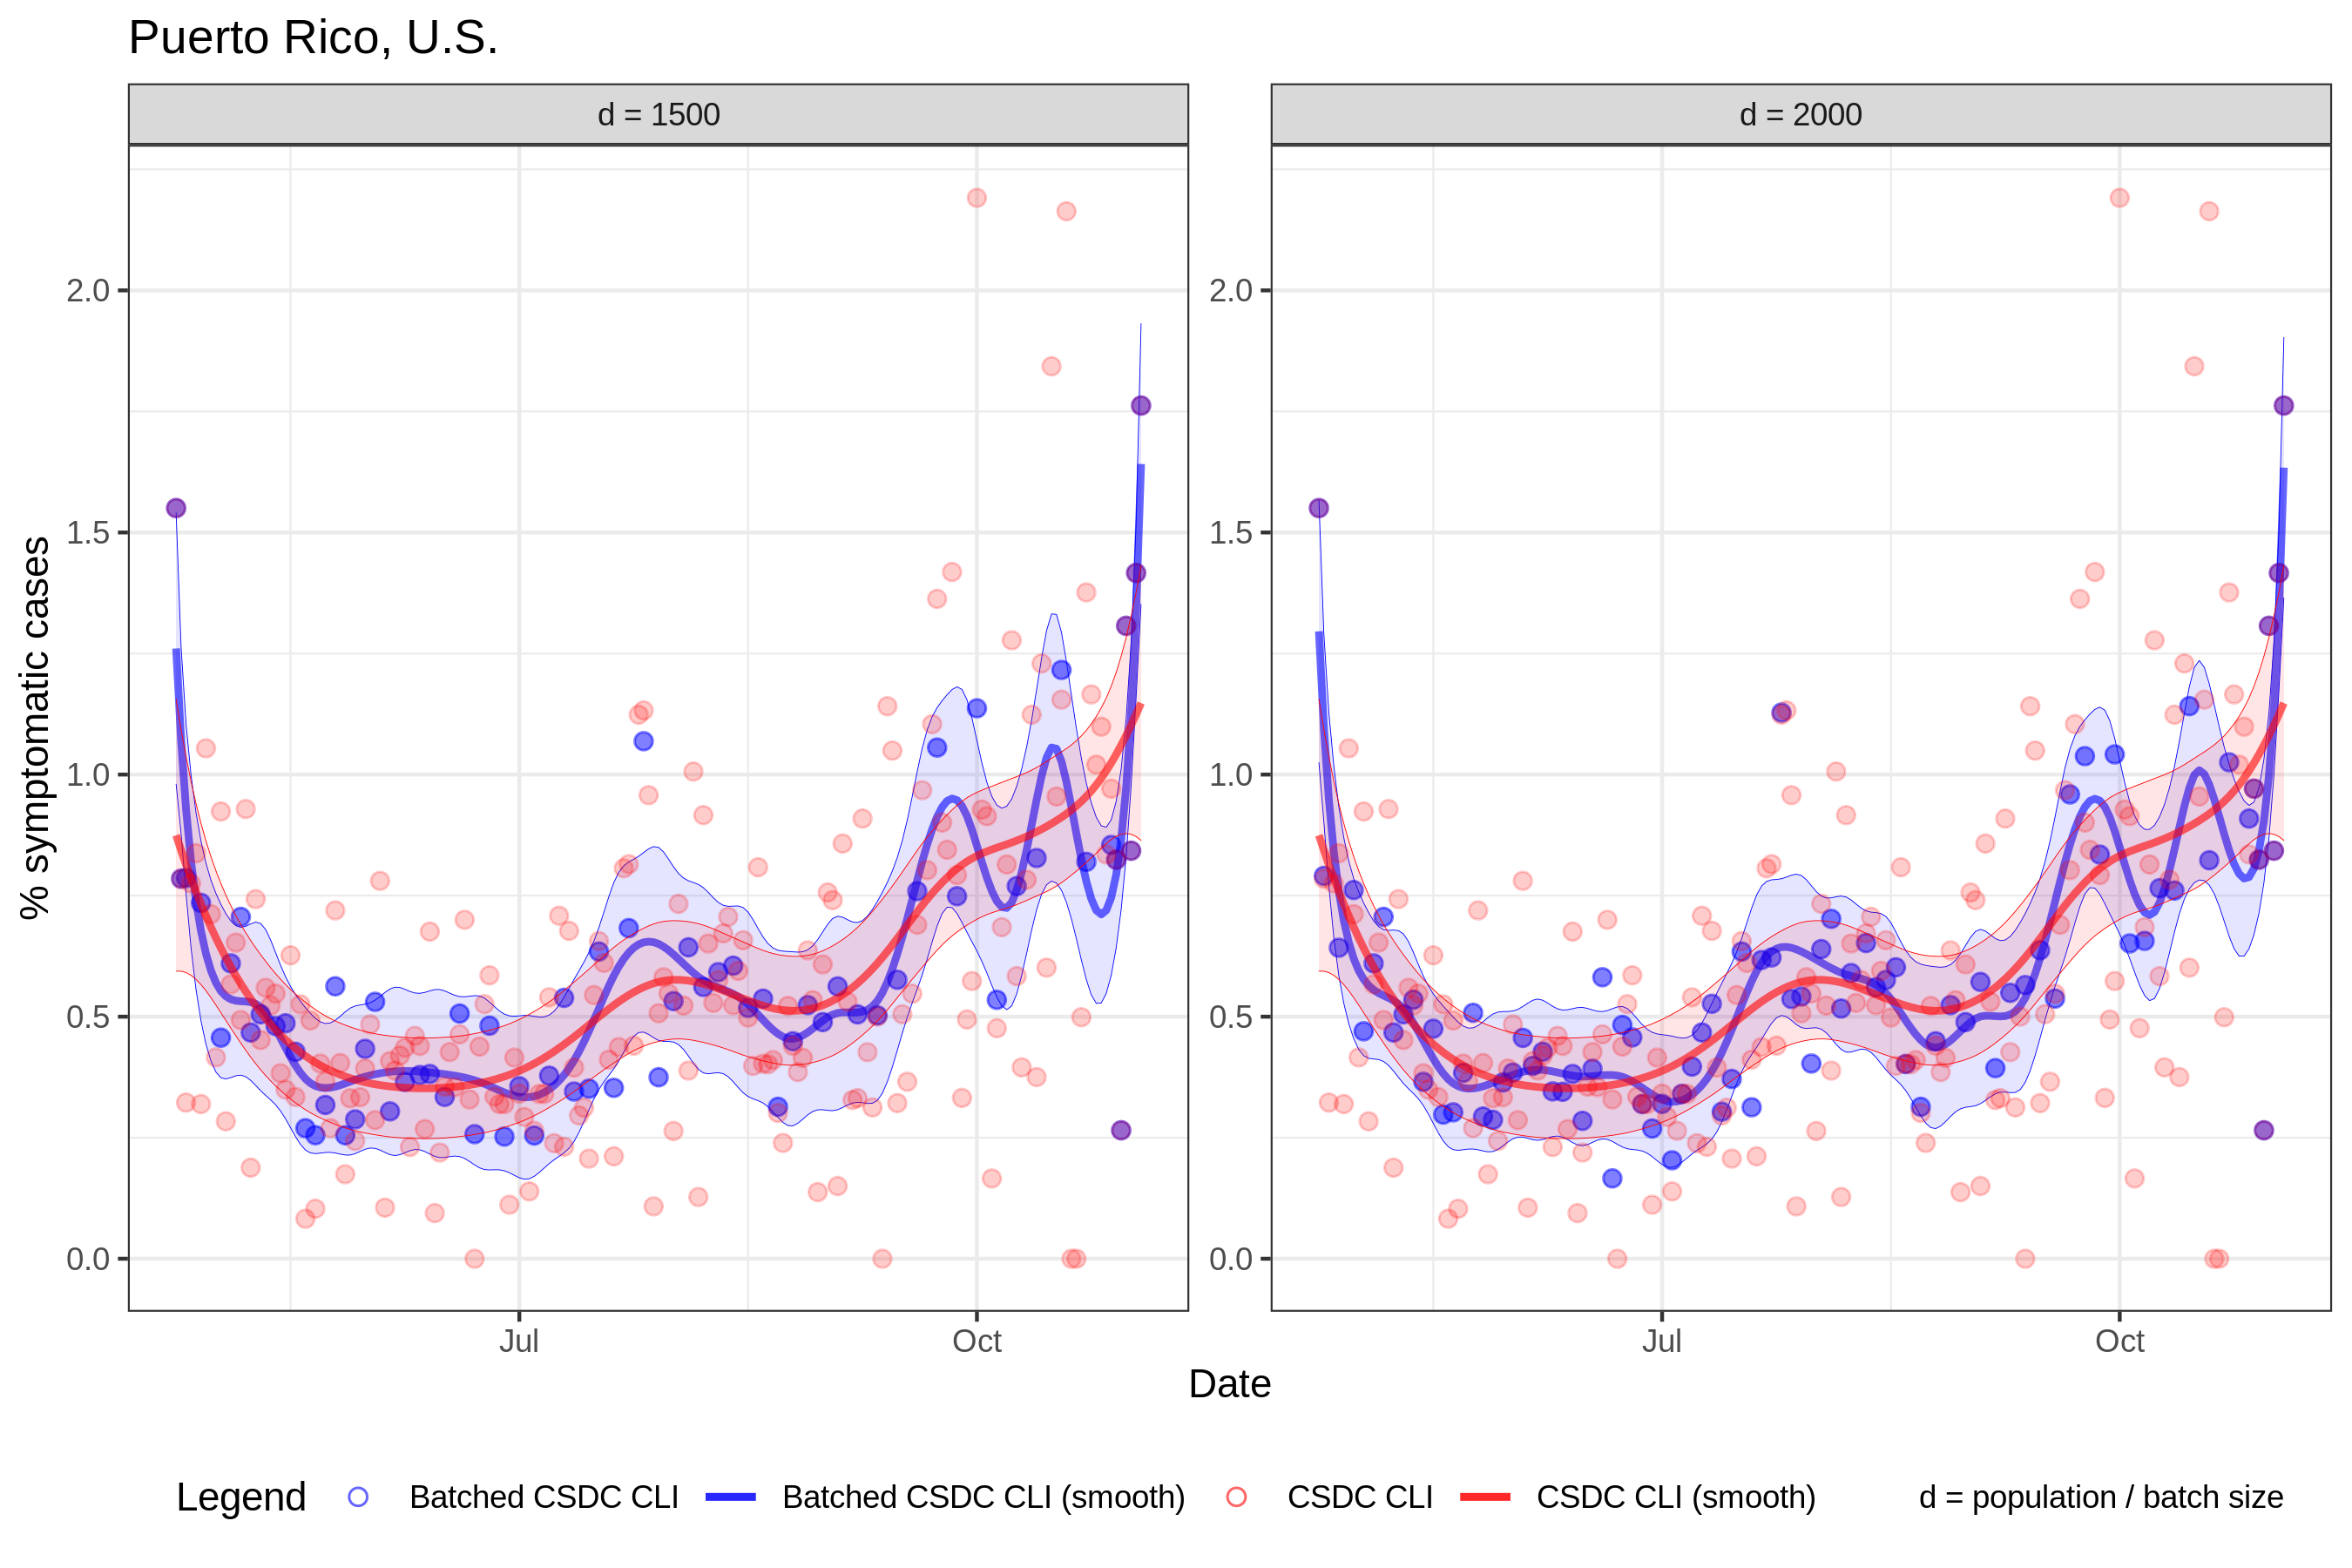 Puerto Rico, U.S.
d = 1500
d = 2000
% symptomatic cases
2.0
1.5
1.0
0.5
0.0
2.0
1.5
1.0
0.5
0.0
Jul
Oct
Jul
Oct
Date
Legend Batched CSDC CLI Batched CSDC CLI (smooth) CSDC CLI CSDC CLI (smooth) d = population / batch size